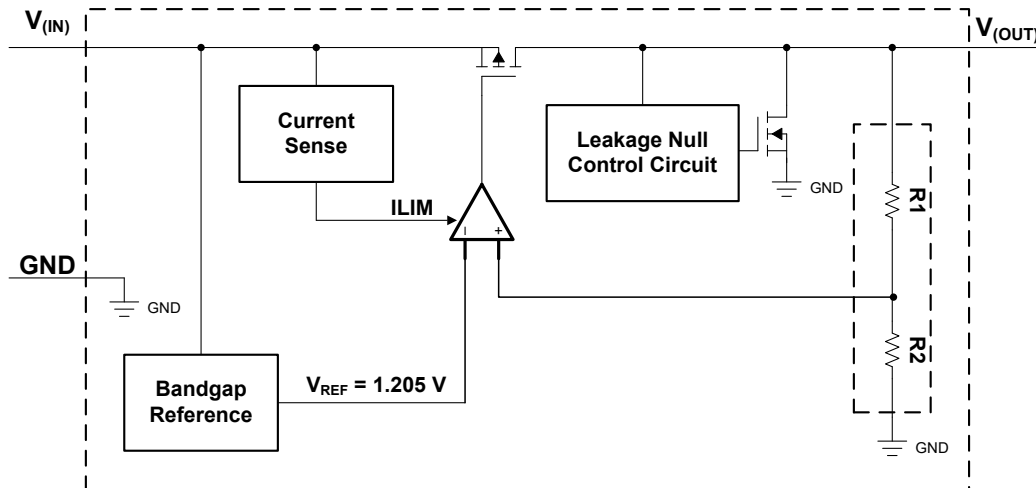 V(IN)
V(OUT)
Current
Sense
Leakage Null
Control Circuit
GND
R1
ILIM
GND
GND
R2
Bandgap
Reference
VREF = 1.205 V
GND